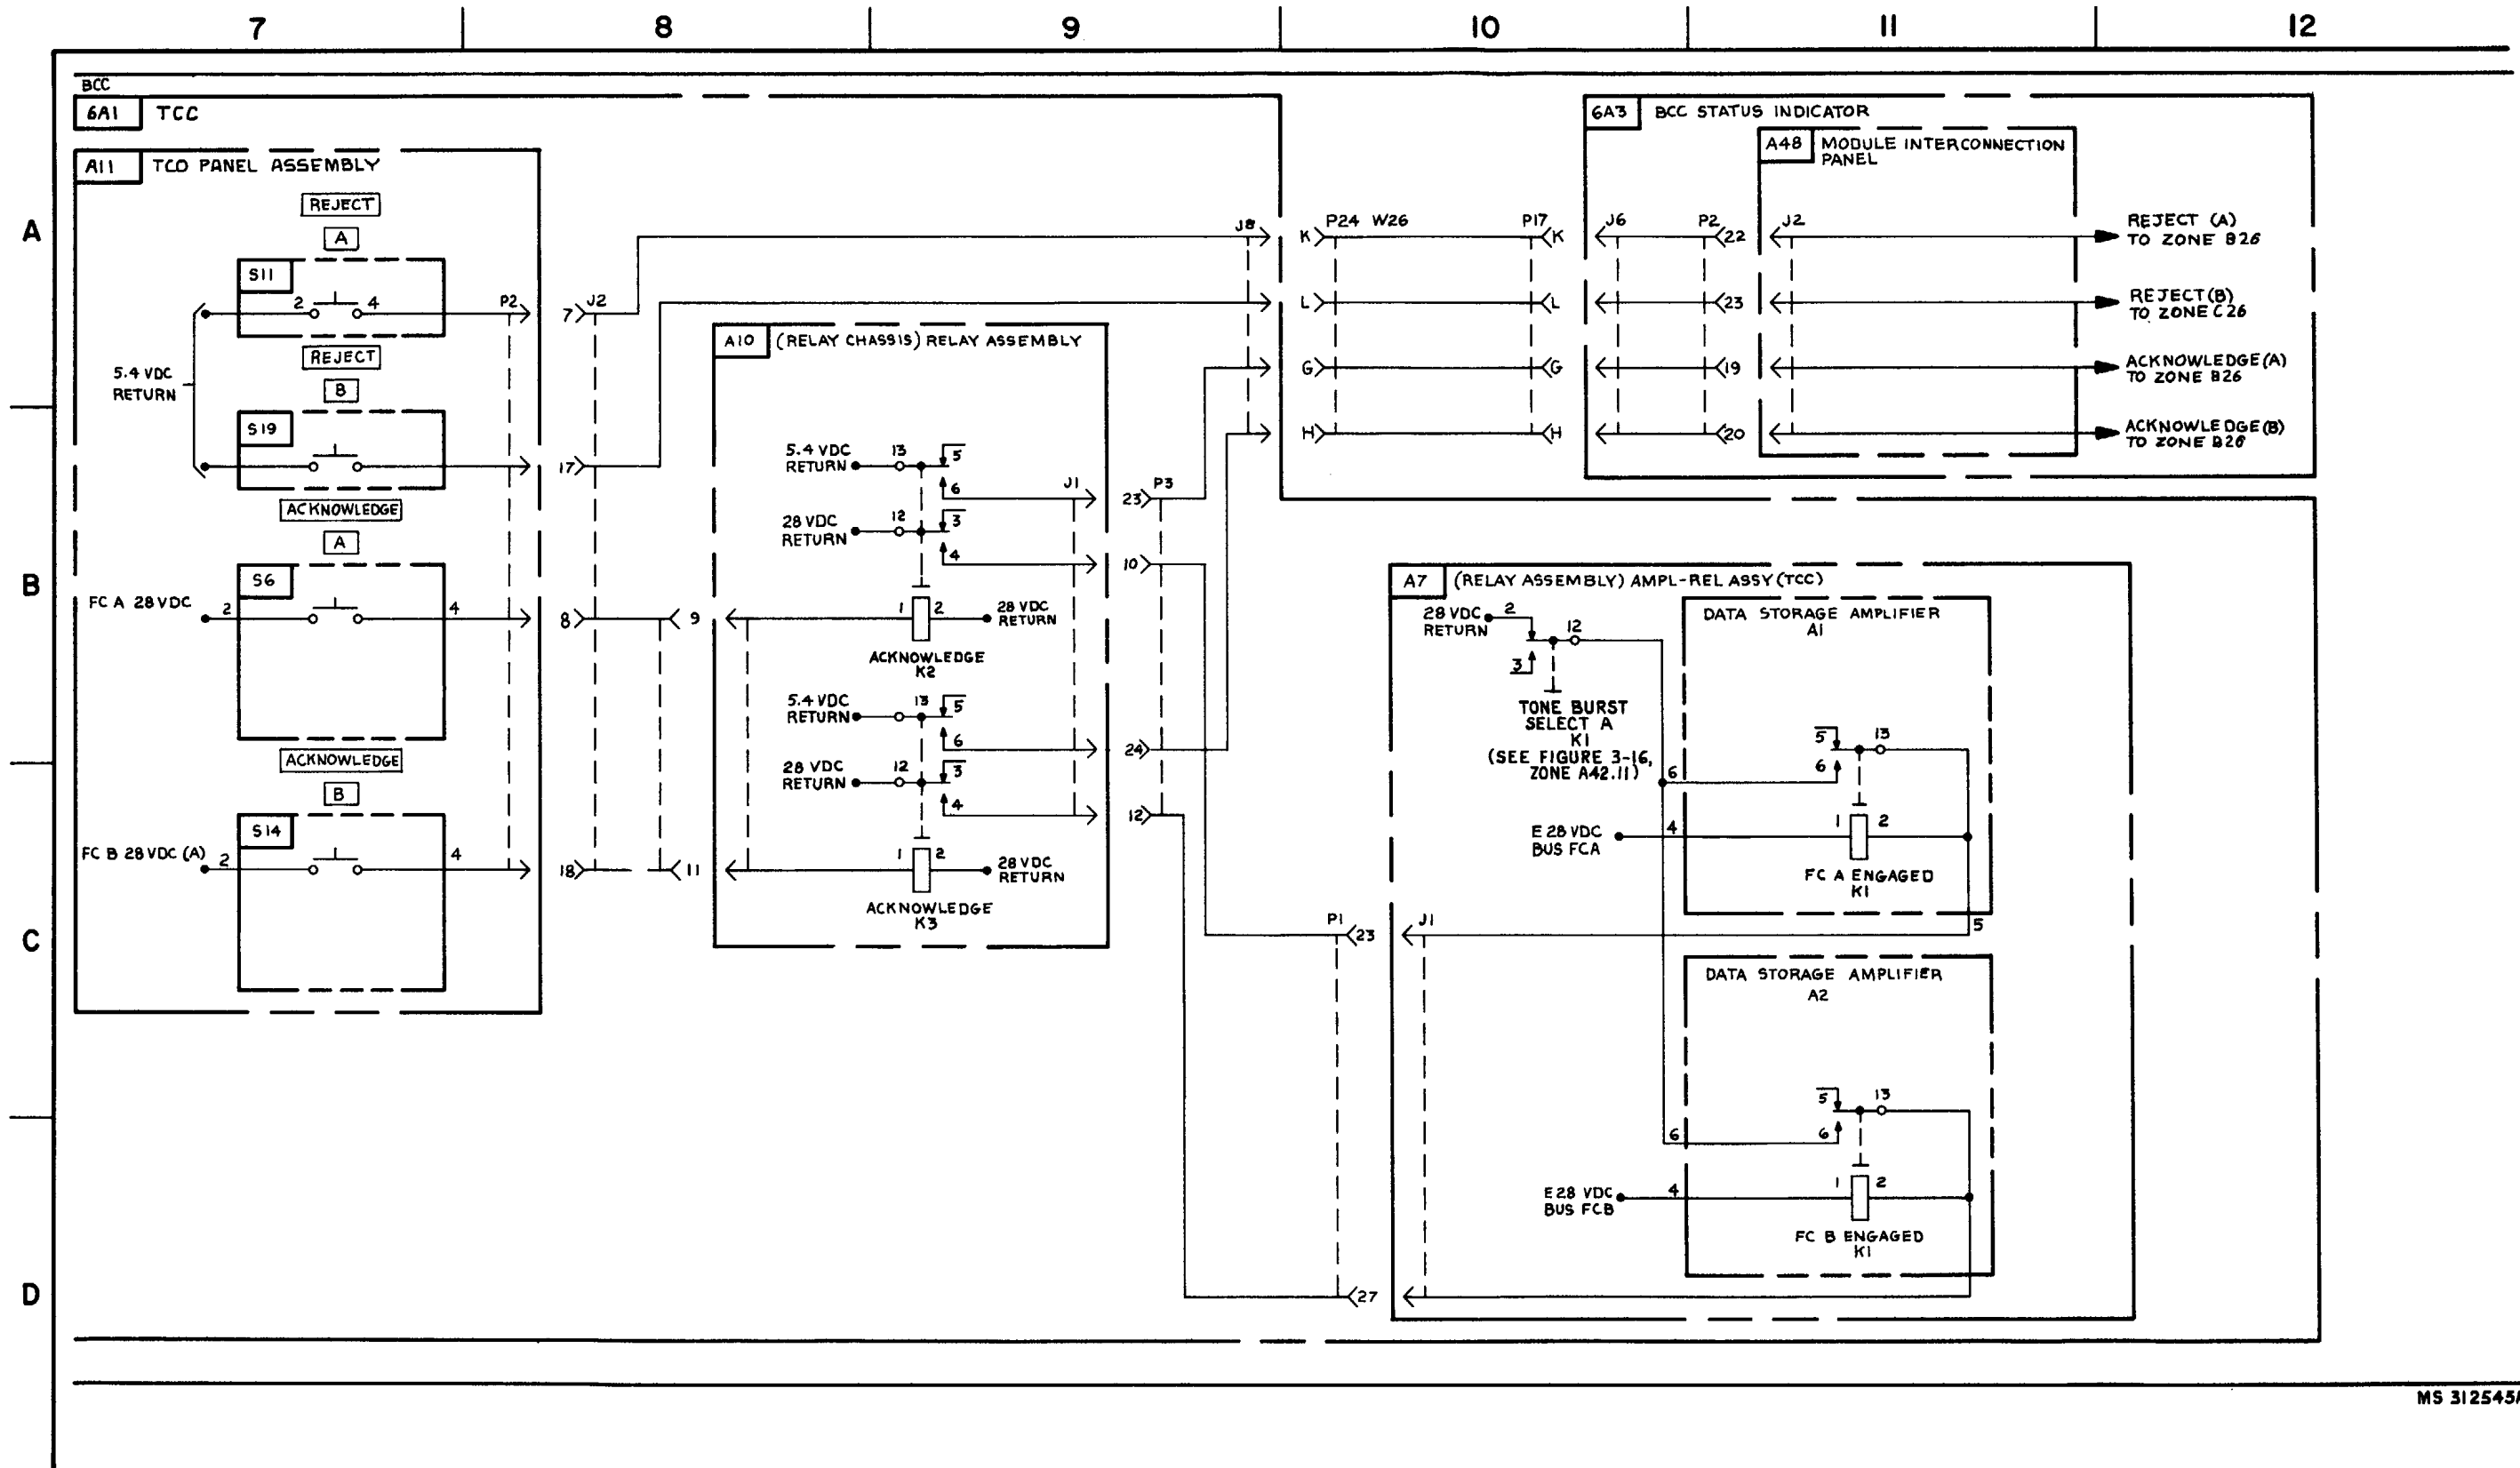 7 8 9 10 11 12
BCC
6A1 TCC
A11 TCO PANEL ASSEMBLY
REJECT
A
S11
2 4
P2
7 J2
REJECT
B
5.4 VDC
RETURN
S19
17
ACKNOWLEDGE
A
S6
FC A 28VDC
2 4
8 9
ACKNOWLEDGE
B
S14
FC B 28VDC (A)
2 4
18 11
A
B
C
D
A10 (RELAY CHASSIS) RELAY ASSEMBLY
5.4 VDC
RETURN
13 5
6
J1
23 P3
28 VDC
RETURN
12 3
4
10
1 2
28 VDC
RETURN
ACKNOWLEDGE
K2
5.4 VDC
RETURN
13 5
6
24
28 VDC
RETURN
12 3
4
12
1 2
28 VDC
RETURN
ACKNOWLEDGE
K3
J8
K P24 W26 P17 K
L L
G G
H H
6A3 BCC STATUS INDICATOR
A48 MODULE INTERCONNECTION
PANEL
J6 P2 22 J2
23
19
20
REJECT (A)
TO ZONE B26
REJECT (B)
TO ZONE C26
ACKNOWLEDGE (A)
TO ZONE B26
ACKNOWLEDGE (B)
TO ZONE B26
A7 (RELAY ASSEMBLY) AMPL-REL ASSY (TCC)
28 VDC
RETURN
2
12
3
TONE BURST
SELECT A
K1
(SEE FIGURE 3-16,
ZONE A42.11)
DATA STORAGE AMPLIFIER
A1
5 13
6
6
E 28 VDC
BUS FCA
4
1 2
FC A ENGAGED
K1
5
P1 23 J1
DATA STORAGE AMPLIFIER
A2
5 13
6
6
E 28 VDC
BUS FCB
4
1 2
FC B ENGAGED
K1
27
MS 312545A